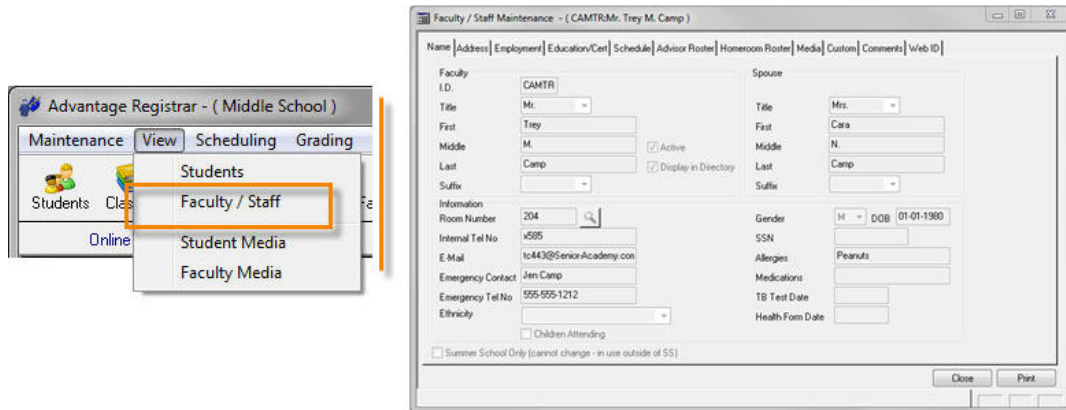 Advantage Registrar - ( Middle School )
Maintenance View Scheduling Grading
Students
Faculty / Staff
Student Media
Faculty Media
Students
Online
Faculty / Staff Maintenance - ( CAMTR:Mr. Trey M. Camp )
Name Address Employment Education/Cert Schedule Advisor Roster Homeroom Roster Media Custom Comments Web ID
Faculty
I.D. CAMTR
Title Mr.
First Trey
Middle M.
Last Camp
Suffix
Active
Display in Directory
Spouse
Title Mrs.
First Cara
Middle N.
Last Camp
Suffix
Information
Room Number 204
Internal Tel No x585
E-Mail tc443@SeniorAcademy.con
Emergency Contact Jen Camp
Emergency Tel No 555-555-1212
Ethnicity
Children Attending
Gender M DOB 01-01-1980
SSN
Allergies Peanuts
Medications
TB Test Date
Health Form Date
Summer School Only (cannot change - in use outside of SS)
Close Print